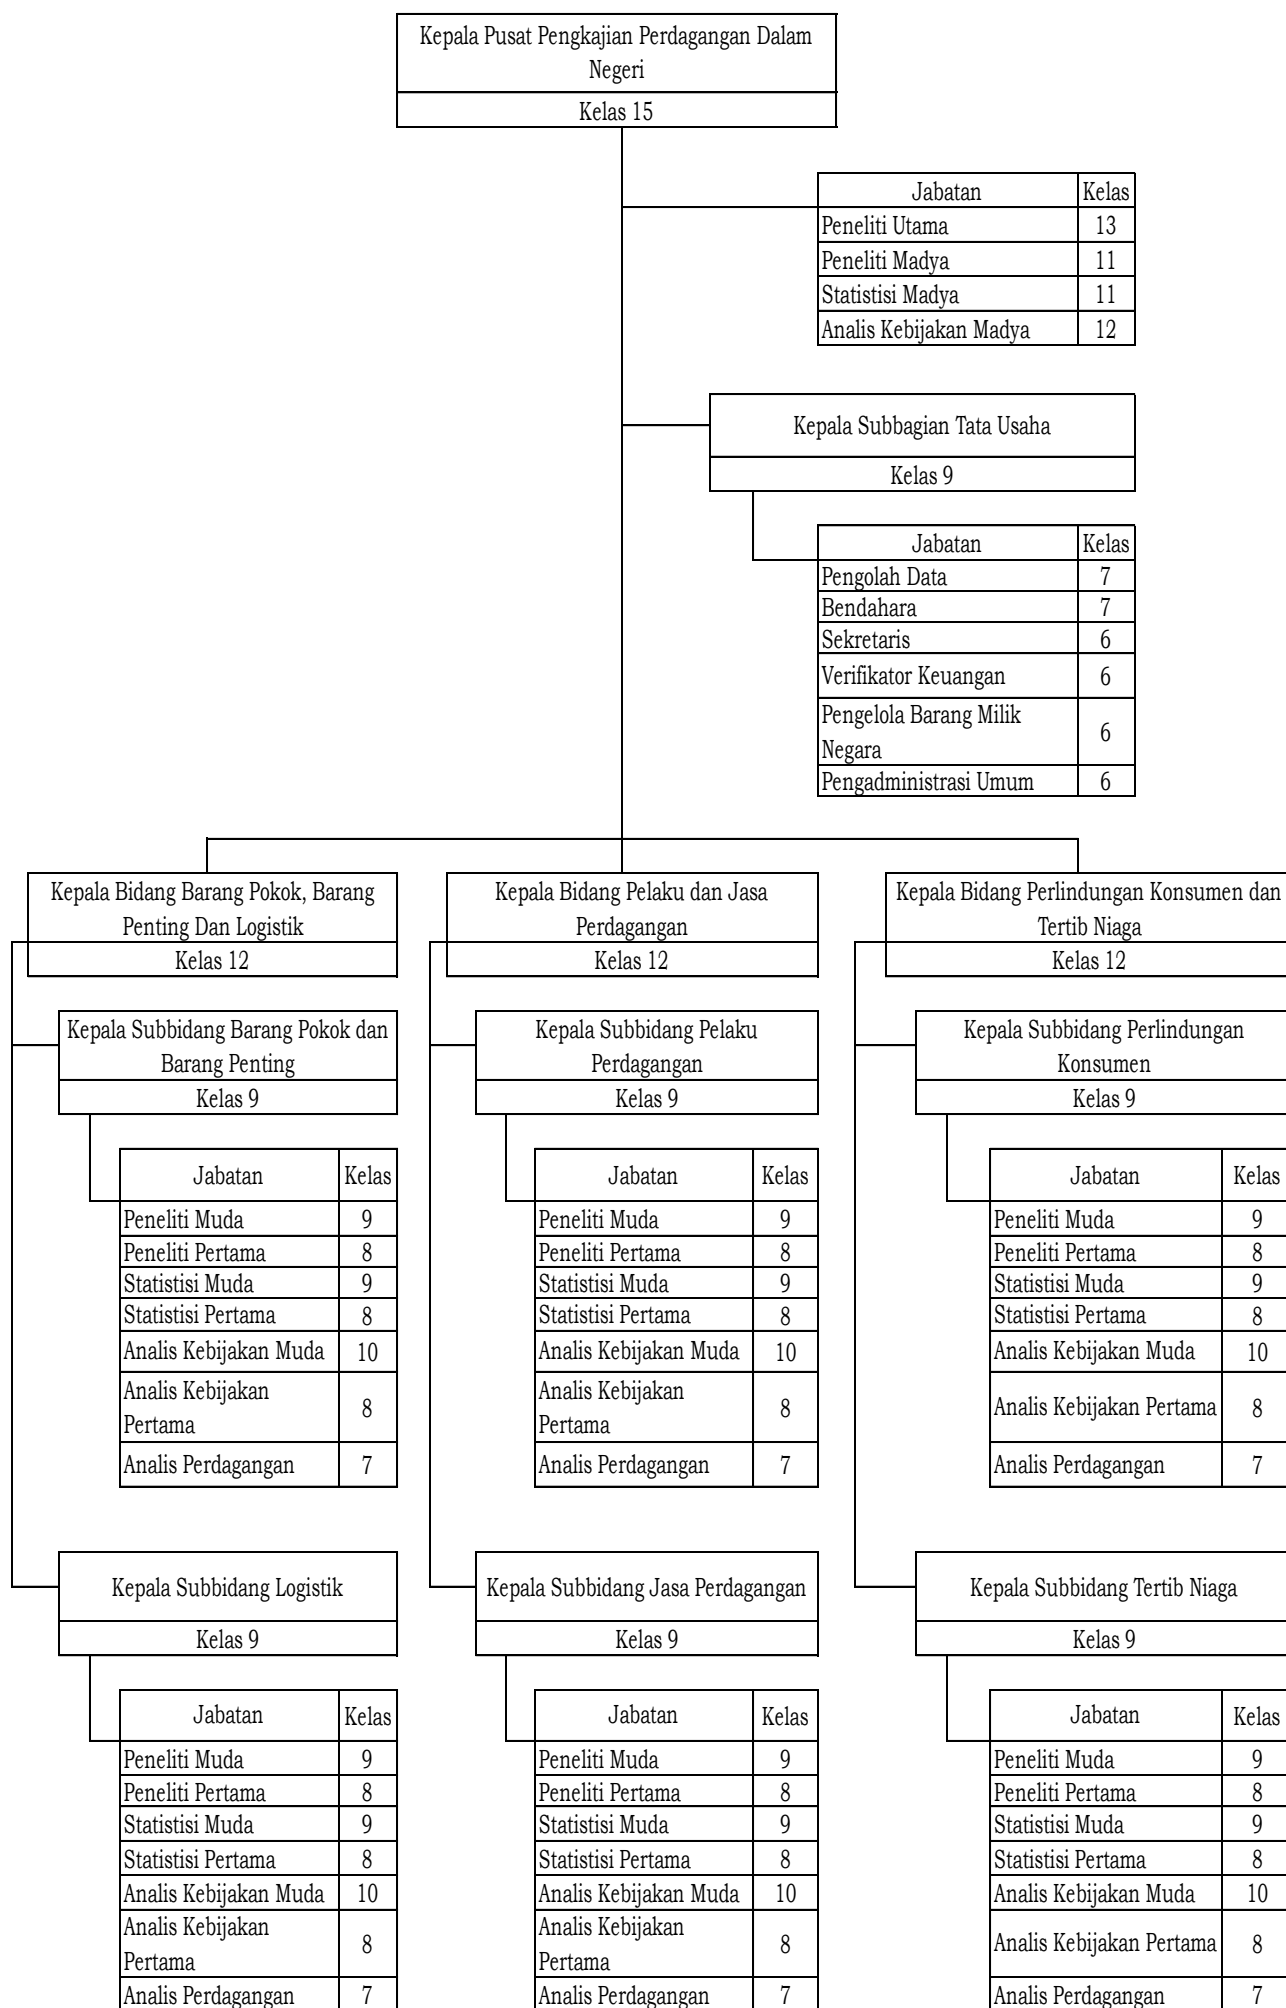 Kepala Pusat Pengkajian Perdagangan Dalam
Negeri
Kelas 15
Jabatan Kelas
Peneliti Utama 13
Peneliti Madya 11
Statistisi Madya 11
Analis Kebijakan Madya 12
Kepala Subbagian Tata Usaha
Kelas 9
Jabatan Kelas
Pengolah Data 7
Bendahara 7
Sekretaris 6
Verifikator Keuangan 6
Pengelola Barang Milik
Negara 6
Pengadministrasi Umum 6
Kepala Bidang Barang Pokok, Barang
Penting Dan Logistik
Kelas 12
Kepala Subbidang Barang Pokok dan
Barang Penting
Kelas 9
Jabatan Kelas
Peneliti Muda 9
Peneliti Pertama 8
Statistisi Muda 9
Statistisi Pertama 8
Analis Kebijakan Muda 10
Analis Kebijakan
Pertama 8
Analis Perdagangan 7
Kepala Subbidang Logistik
Kelas 9
Jabatan Kelas
Peneliti Muda 9
Peneliti Pertama 8
Statistisi Muda 9
Statistisi Pertama 8
Analis Kebijakan Muda 10
Analis Kebijakan
Pertama 8
Analis Perdagangan 7
Kepala Bidang Pelaku dan Jasa
Perdagangan
Kelas 12
Kepala Subbidang Pelaku
Perdagangan
Kelas 9
Jabatan Kelas
Peneliti Muda 9
Peneliti Pertama 8
Statistisi Muda 9
Statistisi Pertama 8
Analis Kebijakan Muda 10
Analis Kebijakan
Pertama 8
Analis Perdagangan 7
Kepala Subbidang Jasa Perdagangan
Kelas 9
Jabatan Kelas
Peneliti Muda 9
Peneliti Pertama 8
Statistisi Muda 9
Statistisi Pertama 8
Analis Kebijakan Muda 10
Analis Kebijakan
Pertama 8
Analis Perdagangan 7
Kepala Bidang Perlindungan Konsumen dan
Tertib Niaga
Kelas 12
Kepala Subbidang Perlindungan
Konsumen
Kelas 9
Jabatan Kelas
Peneliti Muda 9
Peneliti Pertama 8
Statistisi Muda 9
Statistisi Pertama 8
Analis Kebijakan Muda 10
Analis Kebijakan Pertama 8
Analis Perdagangan 7
Kepala Subbidang Tertib Niaga
Kelas 9
Jabatan Kelas
Peneliti Muda 9
Peneliti Pertama 8
Statistisi Muda 9
Statistisi Pertama 8
Analis Kebijakan Muda 10
Analis Kebijakan Pertama 8
Analis Perdagangan 7